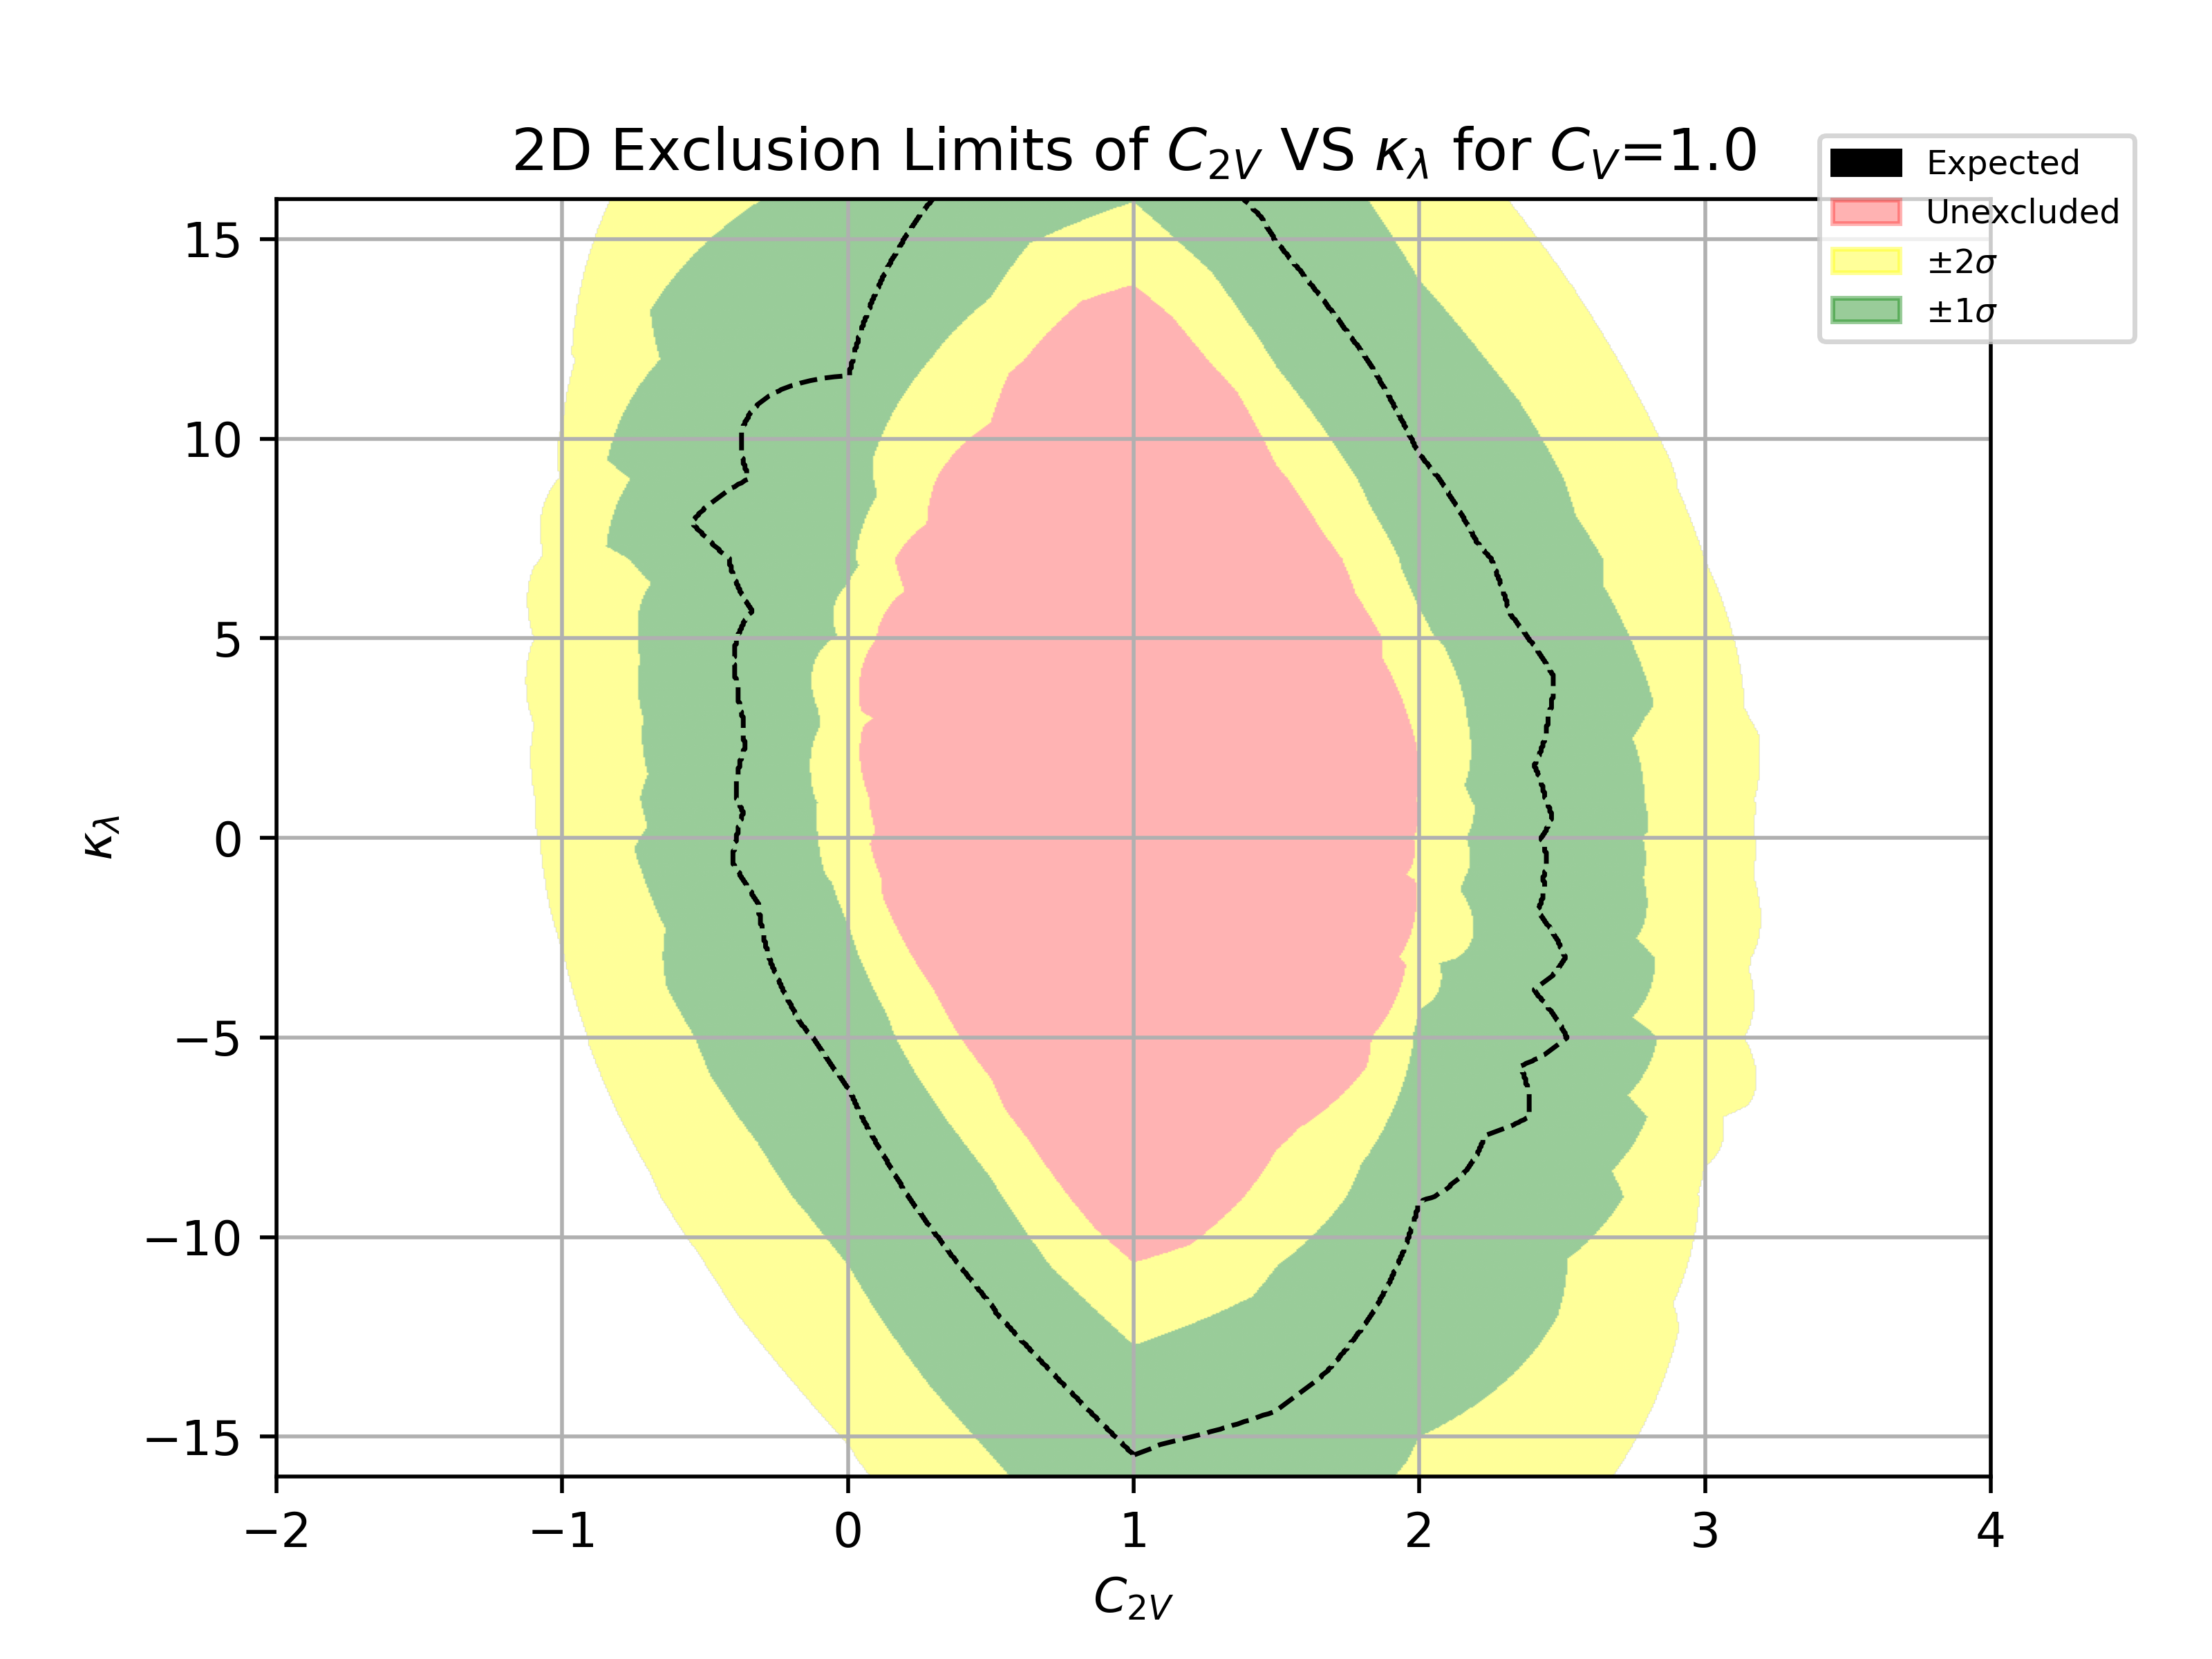 2D Exclusion Limits of C₂V VS κλ for CV=1.0
Expected
Unexcluded
±2σ
±1σ
15
10
5
0
−5
−10
−15
κλ
−2 −1 0 1 2 3 4
C₂V